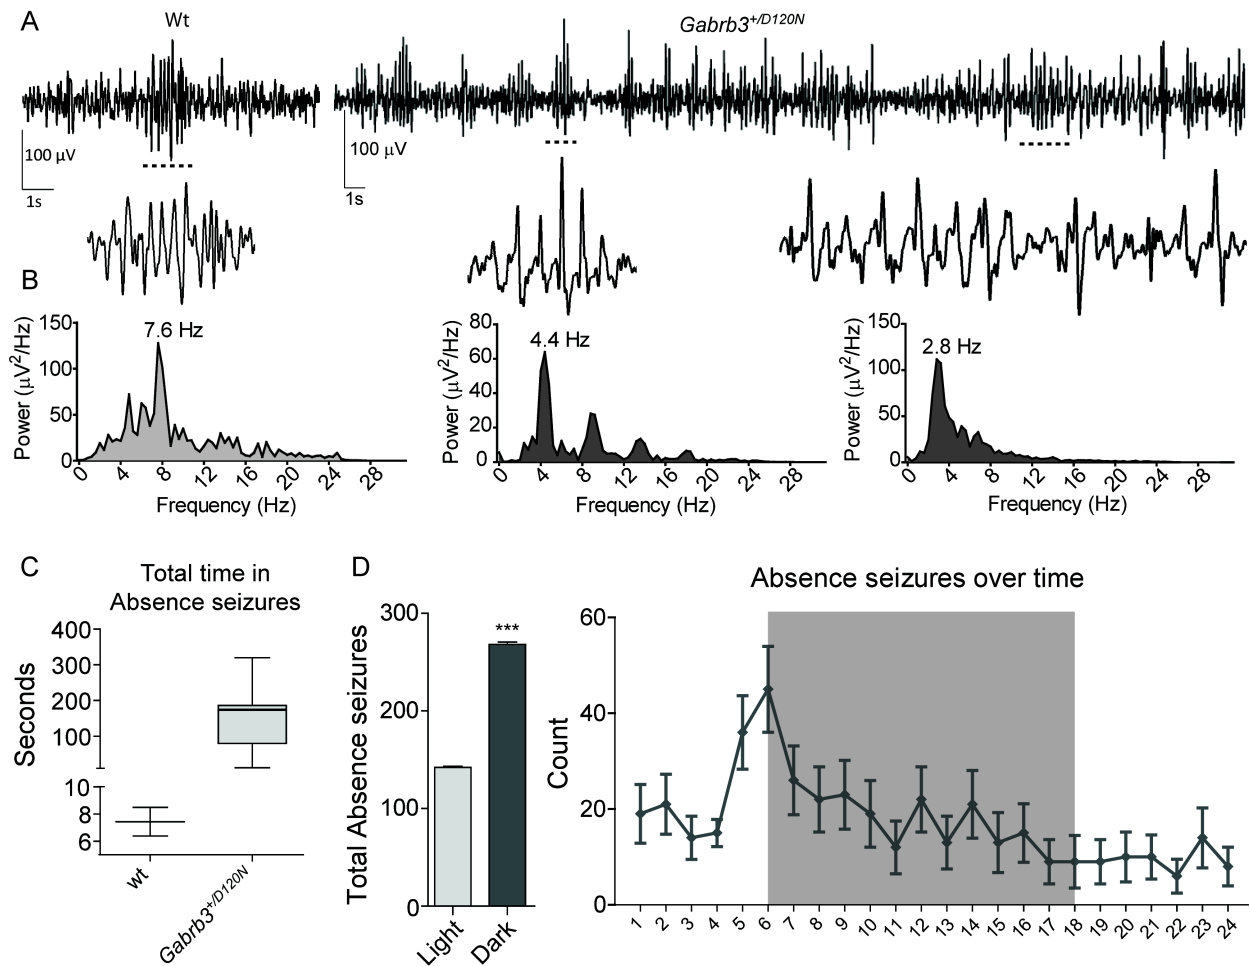 A
Wt
Gabrb3+/D120N
100 µV
1s
100 µV
1s
B
Power (µV2/Hz)
150
100
50
0
7.6 Hz
0 4 8 12 16 20 24 28
Frequency (Hz)
Power (µV2/Hz)
80
60
40
20
0
4.4 Hz
0 4 8 12 16 20 24 28
Frequency (Hz)
Power (µV2/Hz)
150
100
50
0
2.8 Hz
0 4 8 12 16 20 24 28
Frequency (Hz)
C
Total time in
Absence seizures
Seconds
400
300
200
100
10
8
6
wt
Gabrb3+/D120N
D
Total Absence seizures
300
200
100
0
***
Light
Dark
Absence seizures over time
Count
60
40
20
0
1 2 3 4 5 6 7 8 9 10 11 12 13 14 15 16 17 18 19 20 21 22 23 24